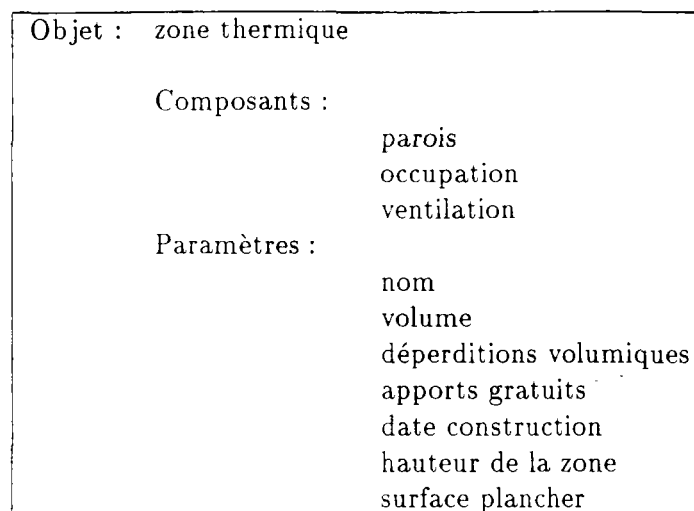 Objet : zone thermique
Composants :
parois
occupation
ventilation
Paramètres :
nom
volume
déperditions volumiques
apports gratuits
date construction
hauteur de la zone
surface plancher